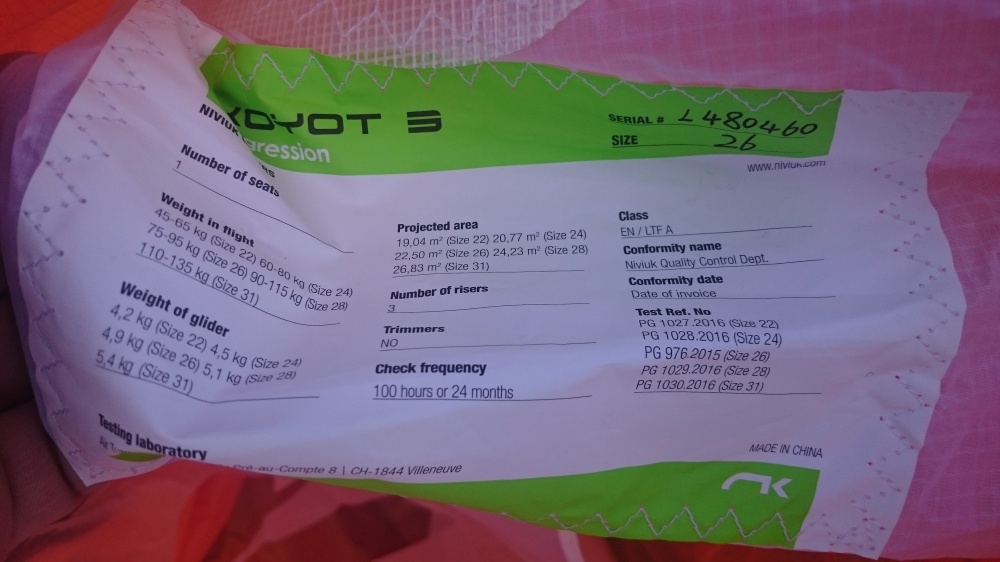 KOYOT 3
SERIAL # L480460
SIZE 26
www.niviuk.com
NIVIUK
Number of seats
1
Weight in flight
45-65 kg (Size 22) 60-80 kg (Size 24)
75-95 kg (Size 26) 90-115 kg (Size 28)
110-135 kg (Size 31)
Weight of glider
4,2 kg (Size 22) 4,5 kg (Size 24)
4,9 kg (Size 26) 5,1 kg (Size 28)
5,4 kg (Size 31)
Testing laboratory
Pré-au-Compte 8 | CH-1844 Villeneuve
Projected area
19,04 m² (Size 22) 20,77 m² (Size 24)
22,50 m² (Size 26) 24,23 m² (Size 28)
26,83 m² (Size 31)
Number of risers
3
Trimmers
NO
Check frequency
100 hours or 24 months
Class
EN / LTF A
Conformity name
Niviuk Quality Control Dept.
Conformity date
Date of invoice
Test Ref. No
PG 1027.2016 (Size 22)
PG 1028.2016 (Size 24)
PG 976.2015 (Size 26)
PG 1029.2016 (Size 28)
PG 1030.2016 (Size 31)
MADE IN CHINA